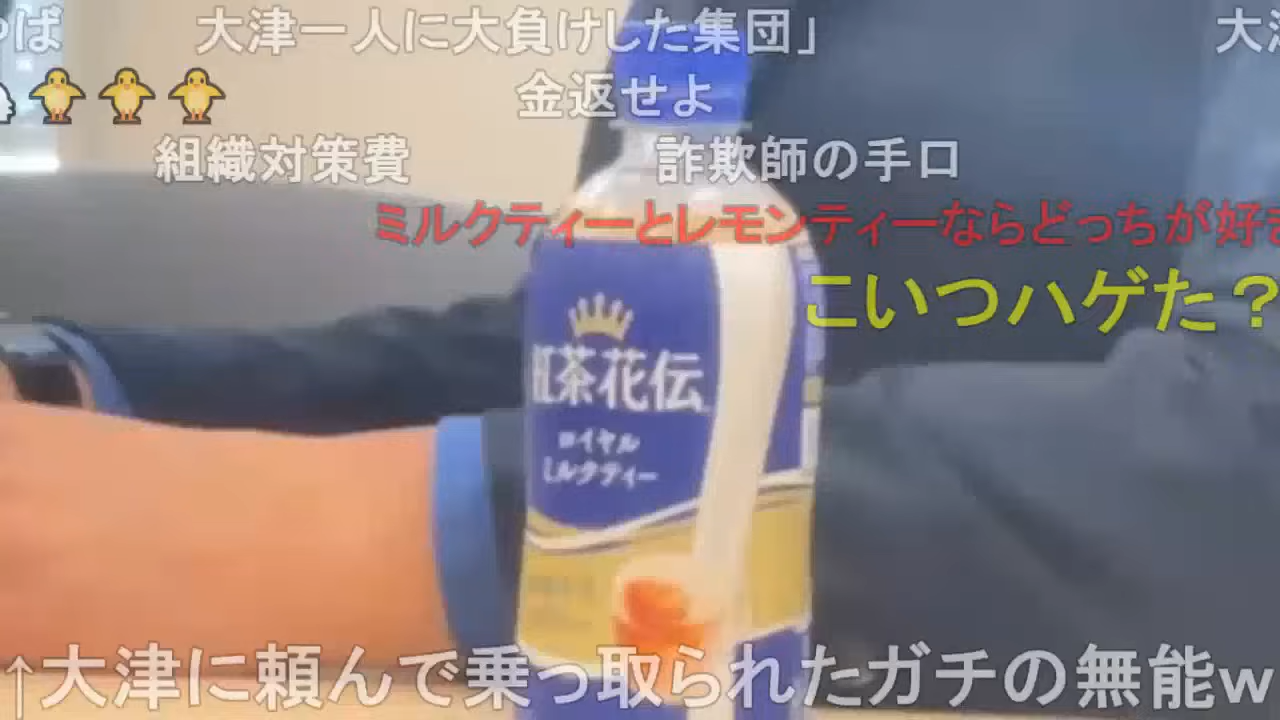 やば
大津一人に大負けした集団」
大津
🐤🐤🐤
金返せよ
組織対策費
詐欺師の手口
ミルクティーとレモンティーならどっちが好き
こいつハゲた？
紅茶花伝
ロイヤル
ミルクティー
↑大津に頼んで乗っ取られたガチの無能w